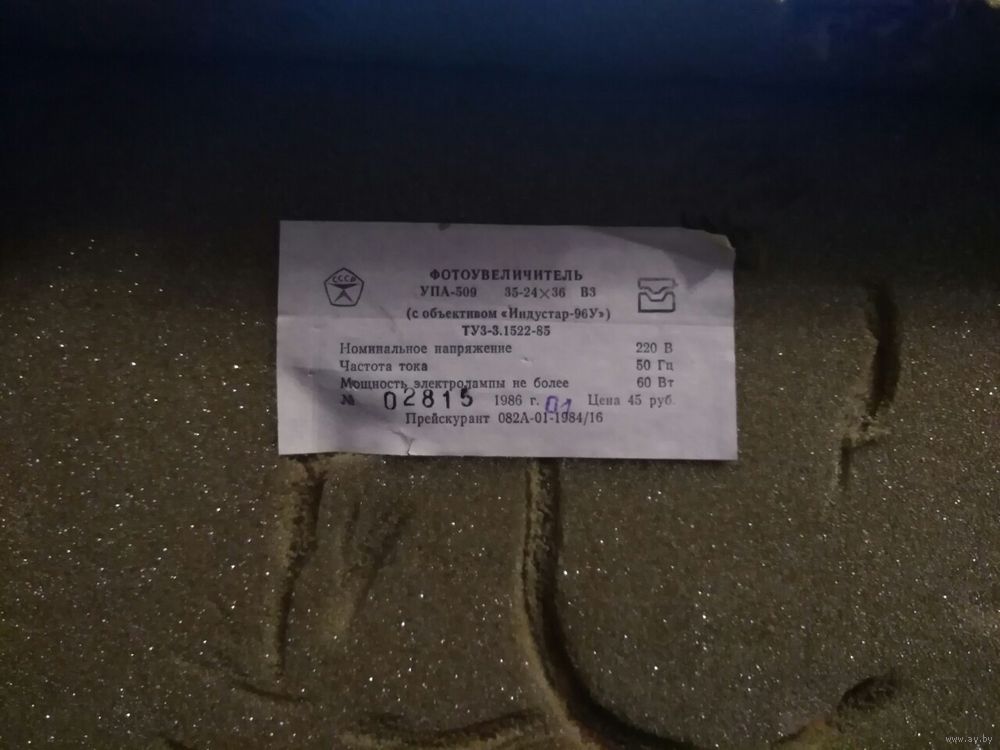 СССР
ФОТОУВЕЛИЧИТЕЛЬ
УПА-509 35-24×36 В3
(с объективом «Индустар-96У»)
ТУ3-3.1522-85
Номинальное напряжение 220 В
Частота тока 50 Гц
Мощность электролампы не более 60 Вт
№ 02815 1986 г. 01 Цена 45 руб.
Прейскурант 082А-01-1984/16
www.ay.by